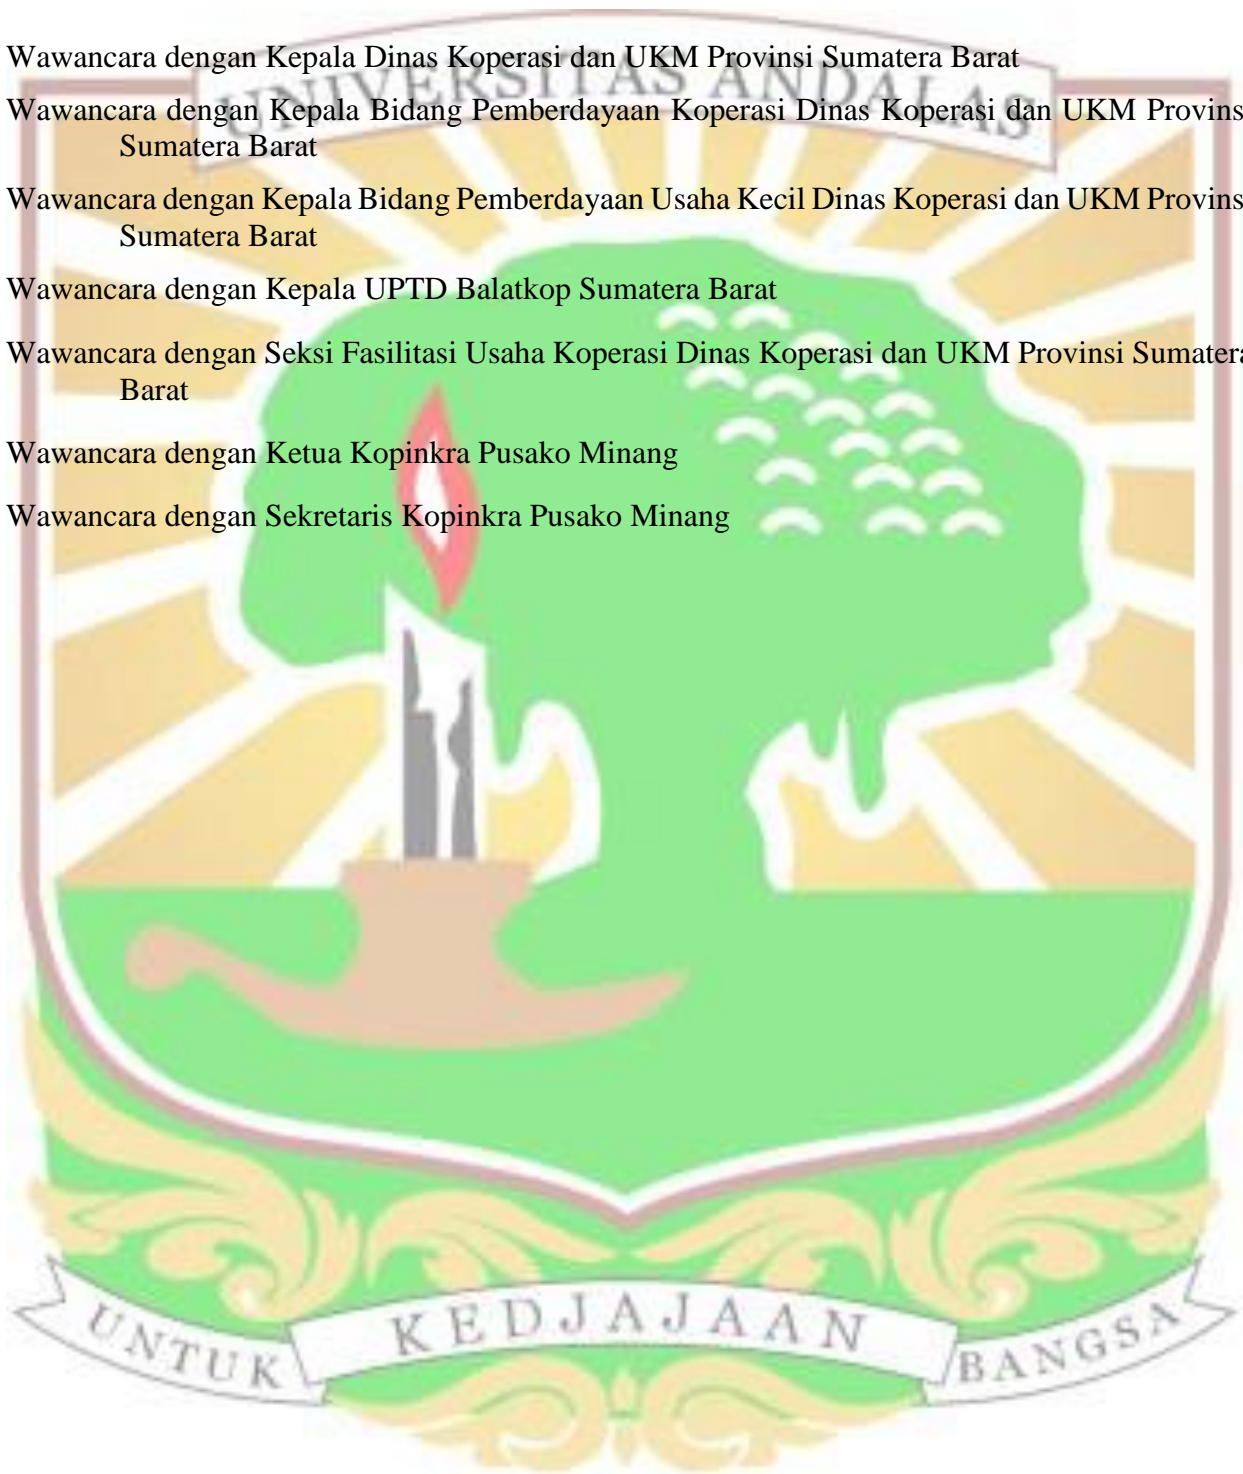 UNIVERSITAS ANDALAS
Wawancara dengan Kepala Dinas Koperasi dan UKM Provinsi Sumatera Barat
Wawancara dengan Kepala Bidang Pemberdayaan Koperasi Dinas Koperasi dan UKM Provins
Sumatera Barat
Wawancara dengan Kepala Bidang Pemberdayaan Usaha Kecil Dinas Koperasi dan UKM Provins
Sumatera Barat
Wawancara dengan Kepala UPTD Balatkop Sumatera Barat
Wawancara dengan Seksi Fasilitasi Usaha Koperasi Dinas Koperasi dan UKM Provinsi Sumatera
Barat
Wawancara dengan Ketua Kopinkra Pusako Minang
Wawancara dengan Sekretaris Kopinkra Pusako Minang
UNTUK KEDJAJAAN BANGSA